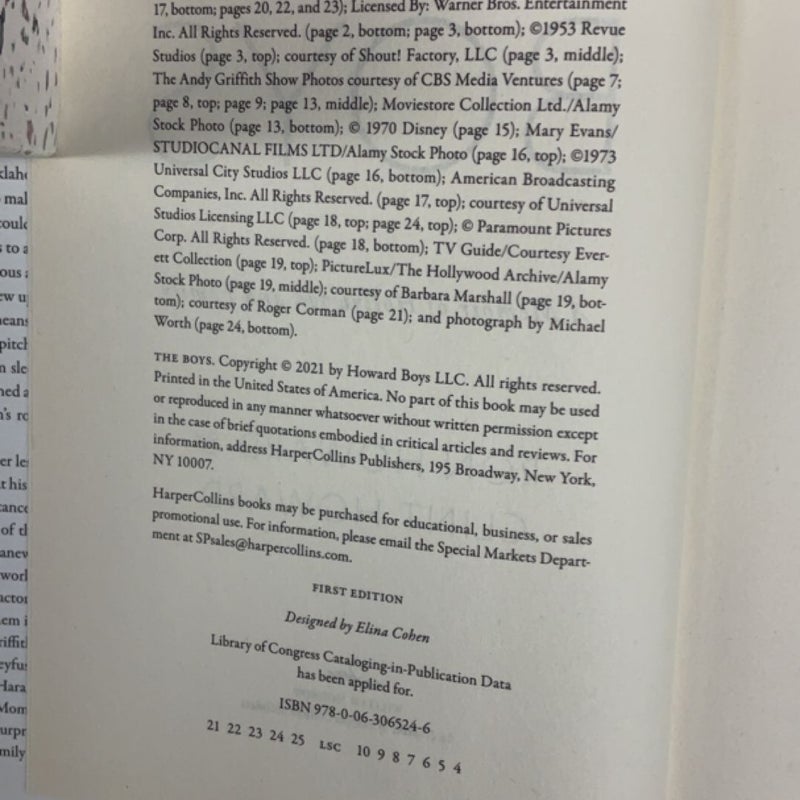 17, bottom; pages 20, 22, and 23); Licensed By: Warner Bros. Entertainment
Inc. All Rights Reserved. (page 2, bottom; page 3, bottom); ©1953 Revue
Studios (page 3, top); courtesy of Shout! Factory, LLC (page 3, middle);
The Andy Griffith Show Photos courtesy of CBS Media Ventures (page 7;
page 8, top; page 9; page 13, middle); Moviestore Collection Ltd./Alamy
Stock Photo (page 13, bottom); © 1970 Disney (page 15); Mary Evans/
STUDIOCANAL FILMS LTD/Alamy Stock Photo (page 16, top); ©1973
Universal City Studios LLC (page 16, bottom); American Broadcasting
Companies, Inc. All Rights Reserved. (page 17, top); courtesy of Universal
Studios Licensing LLC (page 18, top; page 24, top); © Paramount Pictures
Corp. All Rights Reserved. (page 18, bottom); TV Guide/Courtesy Ever-
ett Collection (page 19, top); PictureLux/The Hollywood Archive/Alamy
Stock Photo (page 19, middle); courtesy of Barbara Marshall (page 19, bot-
tom); courtesy of Roger Corman (page 21); and photograph by Michael
Worth (page 24, bottom).
THE BOYS. Copyright © 2021 by Howard Boys LLC. All rights reserved.
Printed in the United States of America. No part of this book may be used
or reproduced in any manner whatsoever without written permission except
in the case of brief quotations embodied in critical articles and reviews. For
information, address HarperCollins Publishers, 195 Broadway, New York,
NY 10007.
HarperCollins books may be purchased for educational, business, or sales
promotional use. For information, please email the Special Markets Depart-
ment at SPsales@harpercollins.com.
FIRST EDITION
Designed by Elina Cohen
Library of Congress Cataloging-in-Publication Data
has been applied for.
ISBN 978-0-06-306524-6
21 22 23 24 25 LSC 10 9 8 7 6 5 4